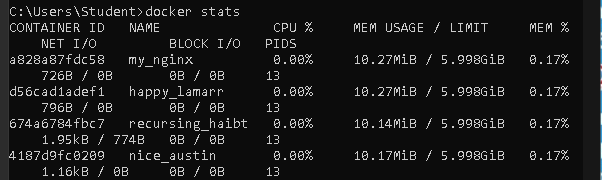 C:\Users\Student>docker stats
CONTAINER ID   NAME              CPU %     MEM USAGE / LIMIT     MEM %
    NET I/O         BLOCK I/O   PIDS
a828a87fdc58   my_nginx          0.00%     10.27MiB / 5.998GiB   0.17%
    726B / 0B       0B / 0B     13
d56cad1adef1   happy_lamarr      0.00%     10.27MiB / 5.998GiB   0.17%
    796B / 0B       0B / 0B     13
674a6784fbc7   recursing_haibt   0.00%     10.14MiB / 5.998GiB   0.17%
    1.95kB / 774B   0B / 0B     13
4187d9fc0209   nice_austin       0.00%     10.17MiB / 5.998GiB   0.17%
    1.16kB / 0B     0B / 0B     13